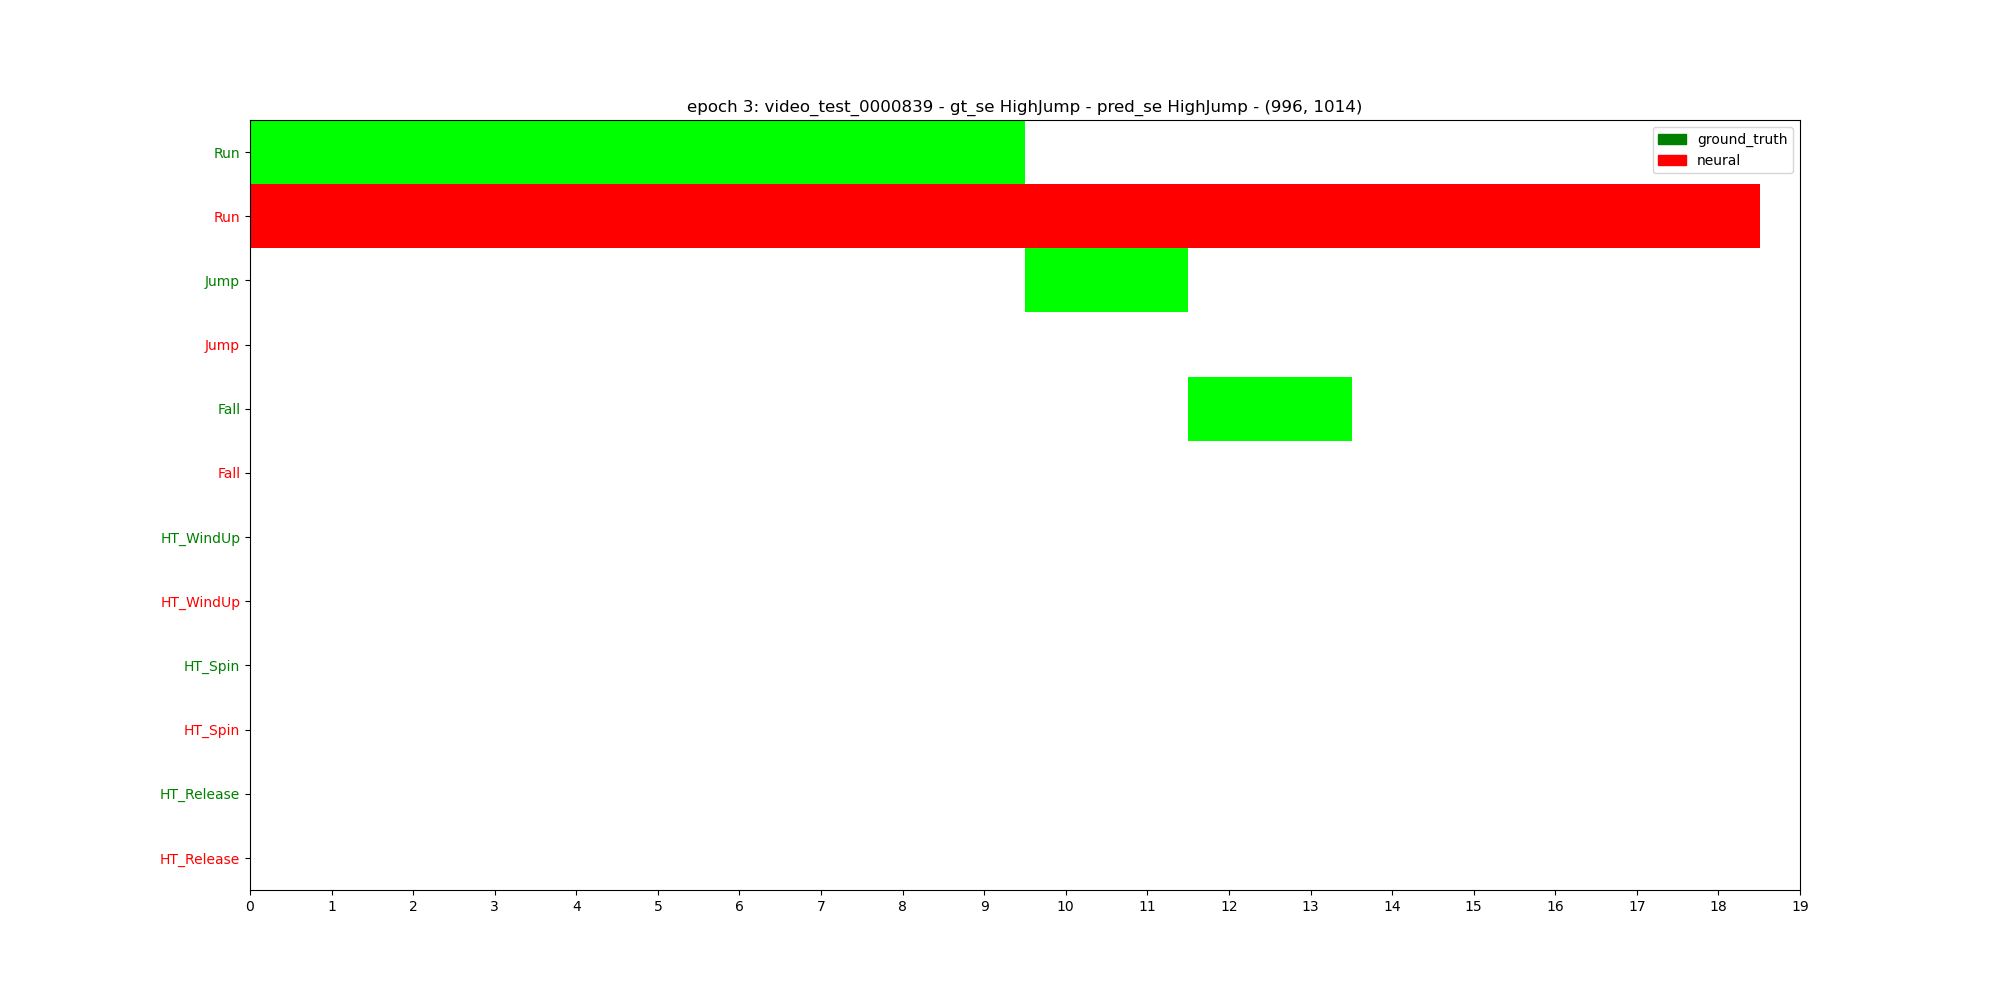 epoch 3: video_test_0000839 - gt_se HighJump - pred_se HighJump - (996, 1014)
ground_truth
neural
Run
Run
Jump
Jump
Fall
Fall
HT_WindUp
HT_WindUp
HT_Spin
HT_Spin
HT_Release
HT_Release
0 1 2 3 4 5 6 7 8 9 10 11 12 13 14 15 16 17 18 19